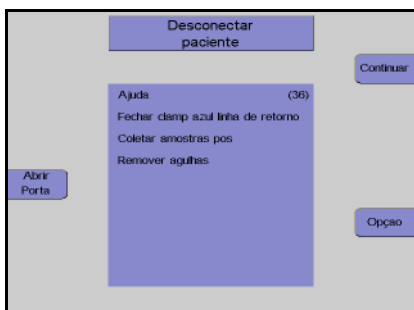 Desconectar
paciente
Continuar
Ajuda (36)
Fechar clamp azul linha de retorno
Coletar amostras pos
Remover agulhas
Abrir
Porta
Opçao